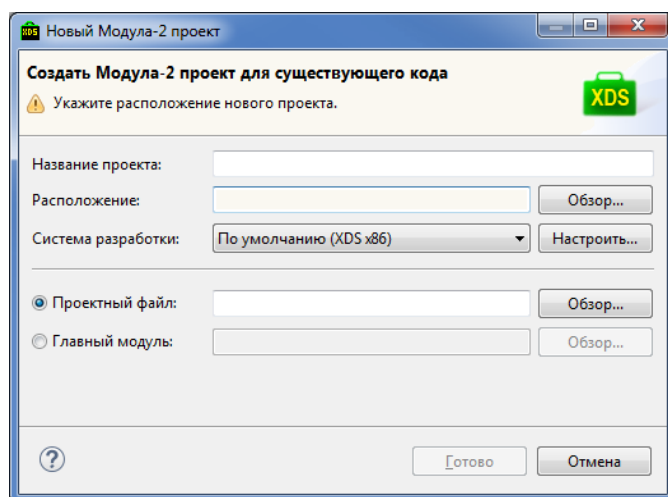 XDS Новый Модула-2 проект
Создать Модула-2 проект для существующего кода
Укажите расположение нового проекта.
XDS
Название проекта:
Расположение: Обзор...
Система разработки: По умолчанию (XDS x86) Настроить...
Проектный файл: Обзор...
Главный модуль: Обзор...
? Готово Отмена